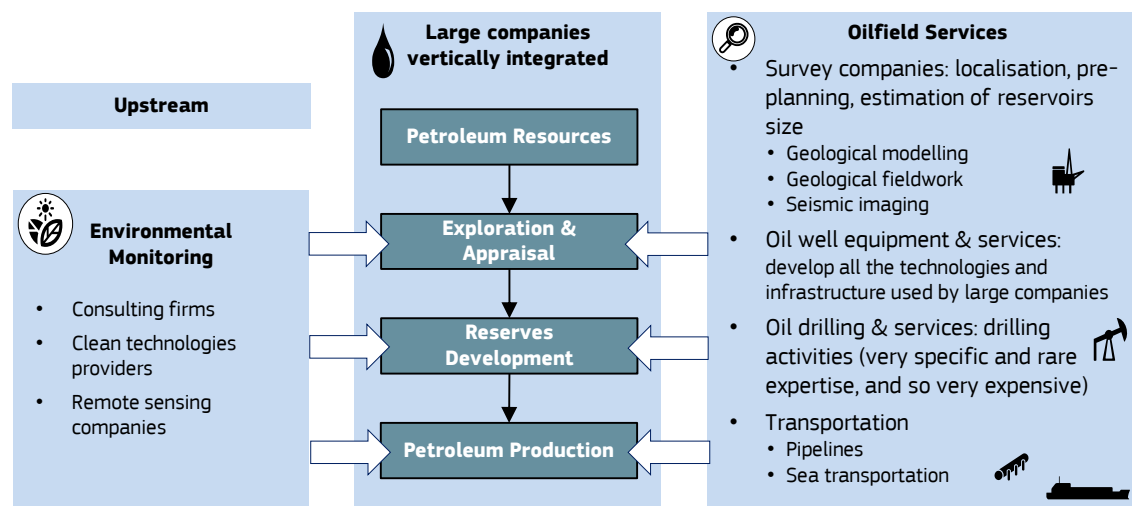 Upstream
Environmental
Monitoring
• Consulting firms
• Clean technologies
providers
• Remote sensing
companies
Large companies
vertically integrated
Petroleum Resources
Exploration &
Appraisal
Reserves
Development
Petroleum Production
Oilfield Services
• Survey companies: localisation, pre-
planning, estimation of reservoirs
size
• Geological modelling
• Geological fieldwork
• Seismic imaging
• Oil well equipment & services:
develop all the technologies and
infrastructure used by large companies
• Oil drilling & services: drilling
activities (very specific and rare
expertise, and so very expensive)
• Transportation
• Pipelines
• Sea transportation